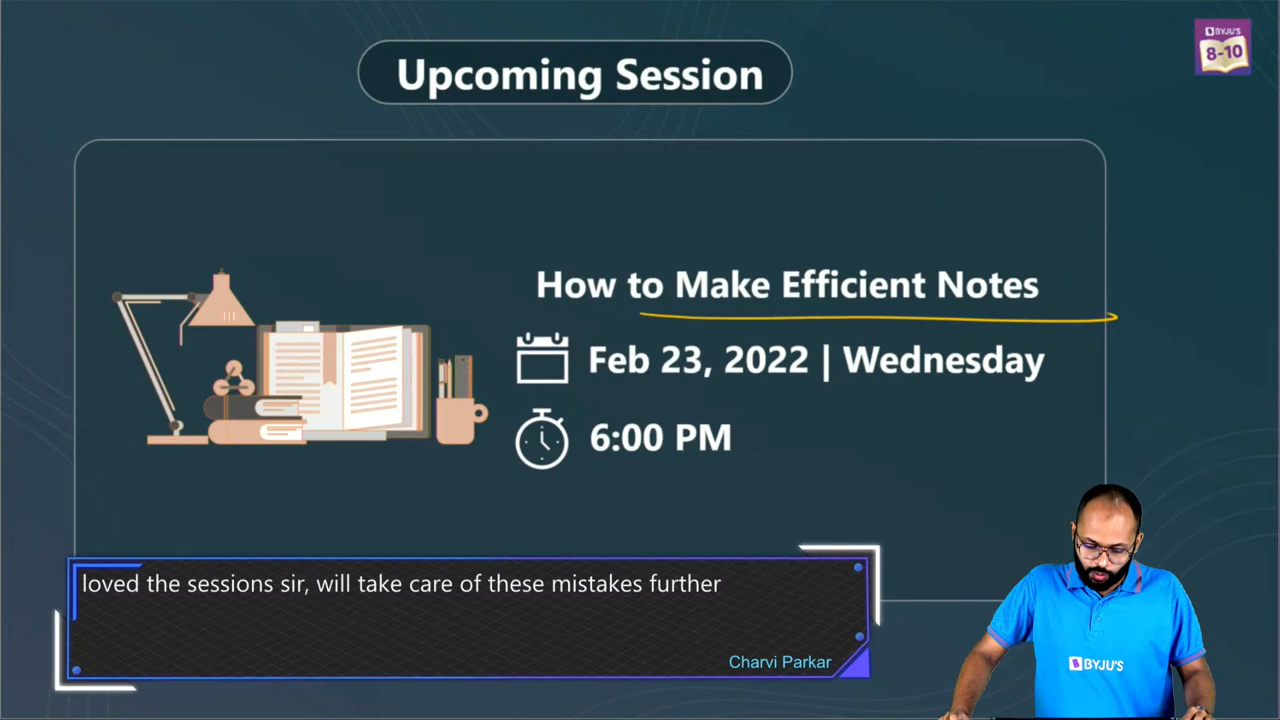 BYJU'S
8-10
Upcoming Session
How to Make Efficient Notes
Feb 23, 2022 | Wednesday
6:00 PM
loved the sessions sir, will take care of these mistakes further
Charvi Parkar
BYJU'S